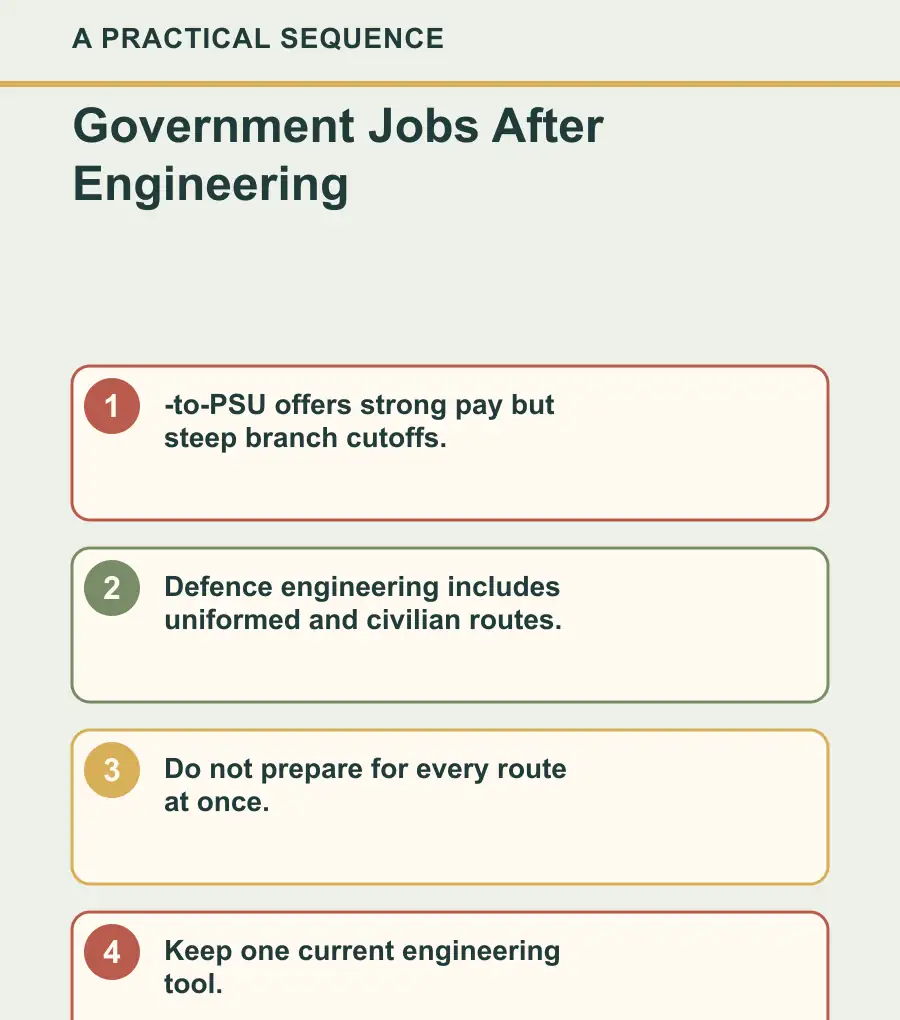 A PRACTICAL SEQUENCE
Government Jobs After
Engineering
1
-to-PSU offers strong pay but
steep branch cutoffs.
2
Defence engineering includes
uniformed and civilian routes.
3
Do not prepare for every route
at once.
4
Keep one current engineering
tool.